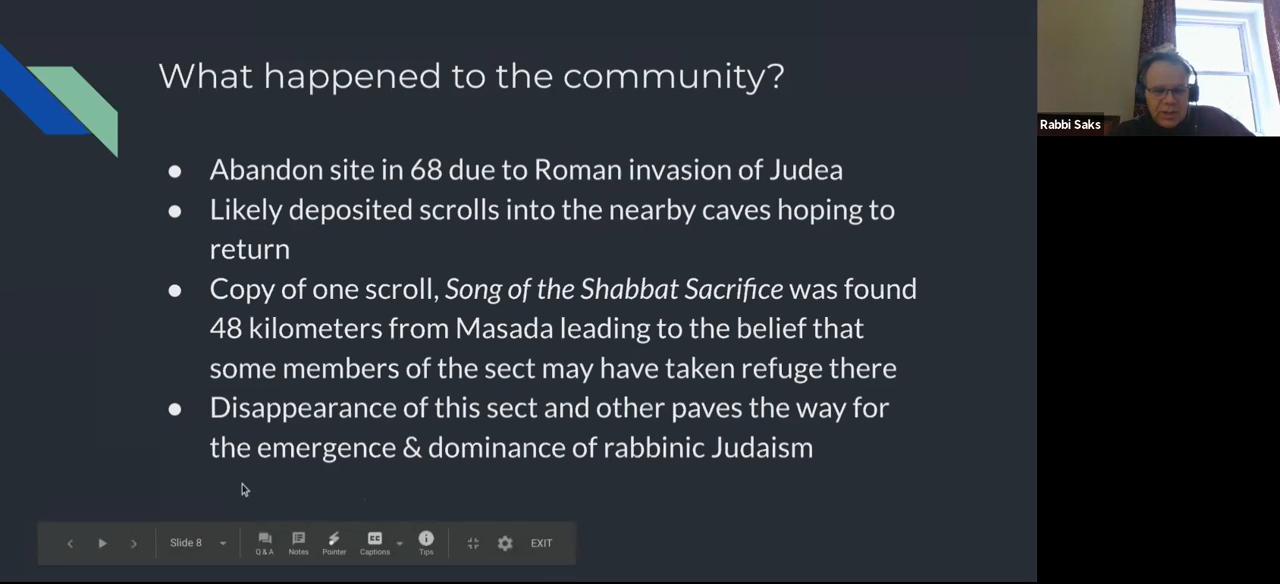 What happened to the community?
Rabbi Saks
● Abandon site in 68 due to Roman invasion of Judea
● Likely deposited scrolls into the nearby caves hoping to
return
● Copy of one scroll, Song of the Shabbat Sacrifice was found
48 kilometers from Masada leading to the belief that
some members of the sect may have taken refuge there
● Disappearance of this sect and other paves the way for
the emergence & dominance of rabbinic Judaism
Slide 8
Q & A
Notes
Pointer
CC
Captions
Tips
EXIT